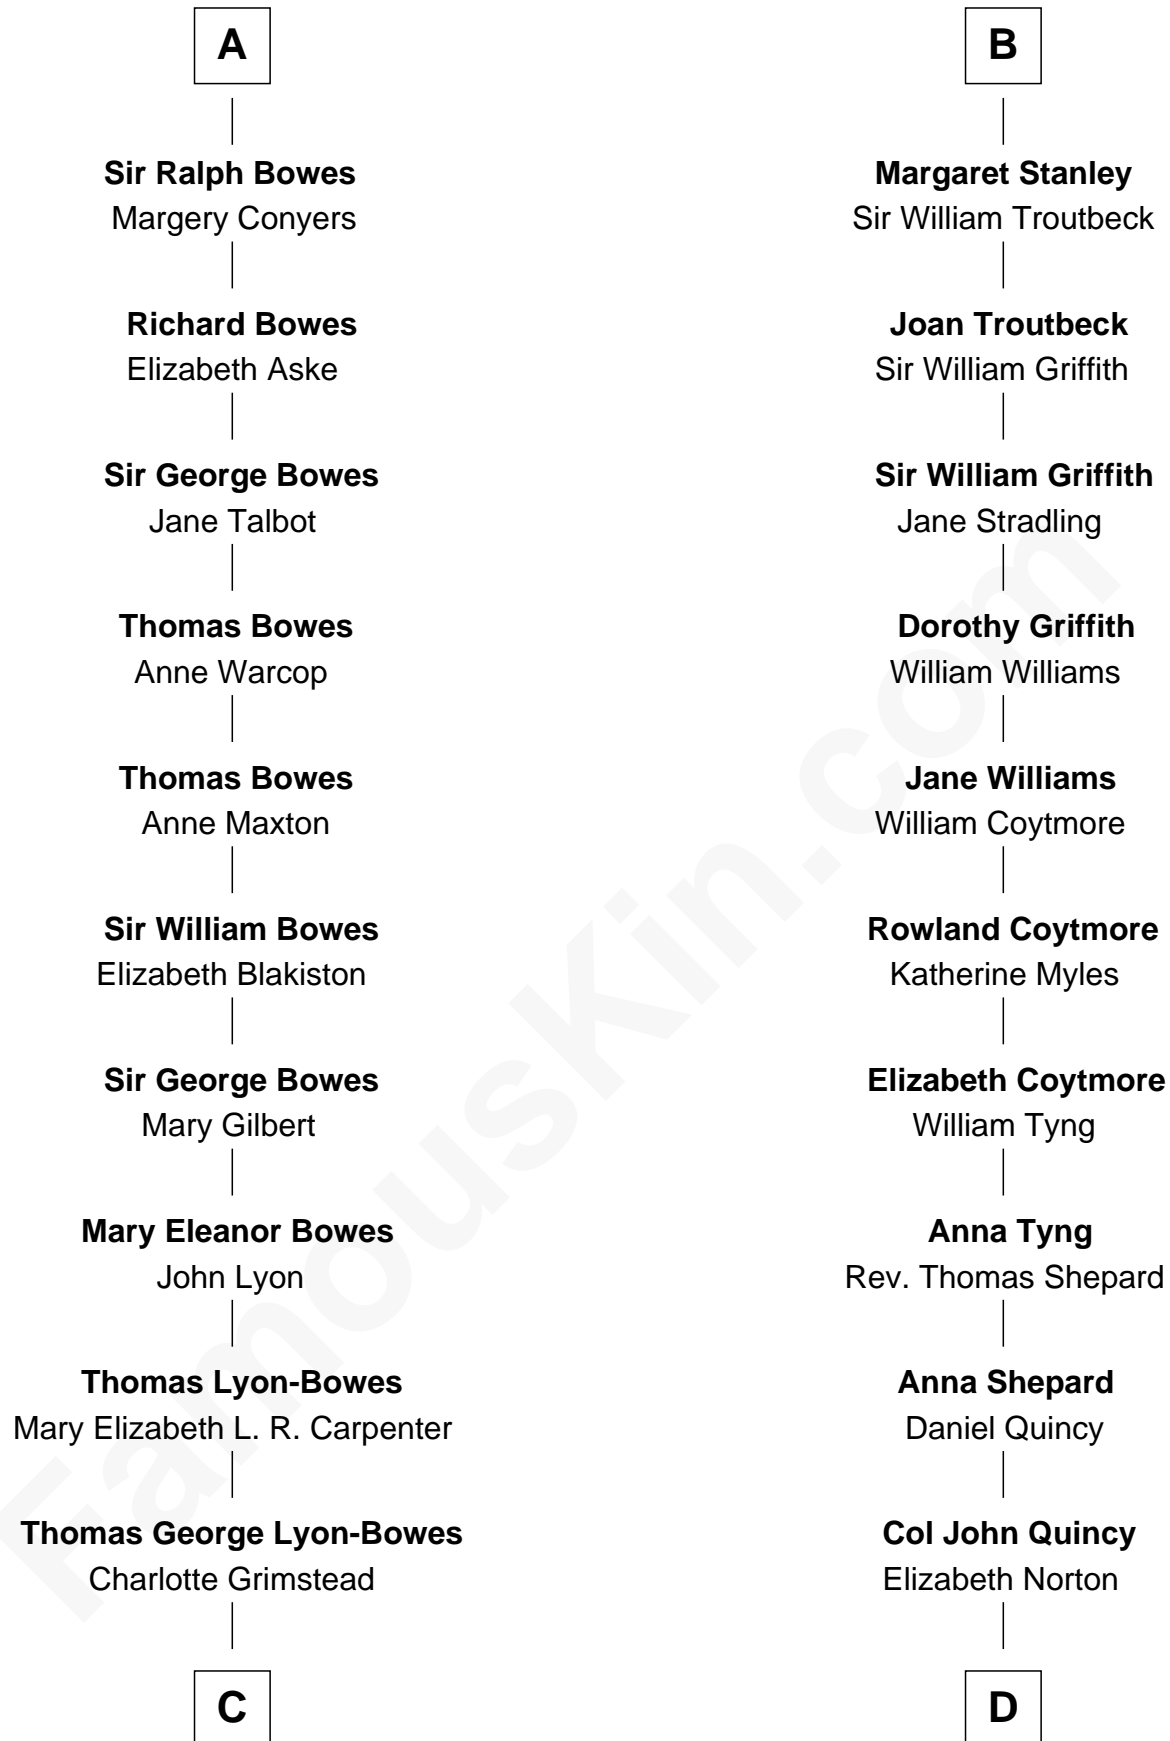 A
Sir Ralph Bowes
Margery Conyers
Richard Bowes
Elizabeth Aske
Sir George Bowes
Jane Talbot
Thomas Bowes
Anne Warcop
Thomas Bowes
Anne Maxton
Sir William Bowes
Elizabeth Blakiston
Sir George Bowes
Mary Gilbert
Mary Eleanor Bowes
John Lyon
Thomas Lyon-Bowes
Mary Elizabeth L. R. Carpenter
Thomas George Lyon-Bowes
Charlotte Grimstead
C
B
Margaret Stanley
Sir William Troutbeck
Joan Troutbeck
Sir William Griffith
Sir William Griffith
Jane Stradling
Dorothy Griffith
William Williams
Jane Williams
William Coytmore
Rowland Coytmore
Katherine Myles
Elizabeth Coytmore
William Tyng
Anna Tyng
Rev. Thomas Shepard
Anna Shepard
Daniel Quincy
Col John Quincy
Elizabeth Norton
D
FamousKin.com